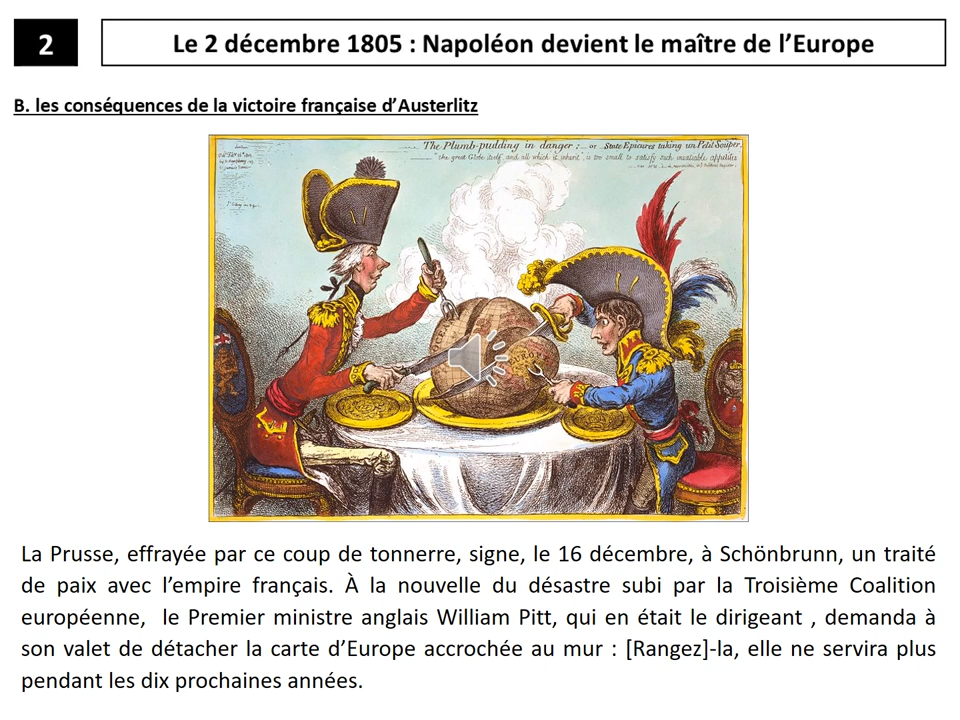 2
Le 2 décembre 1805 : Napoléon devient le maître de l’Europe
B. les conséquences de la victoire française d’Austerlitz
The Plumb-pudding in danger ; _ or _ State Epicures taking un Petit Souper.
"the great Globe itself, and all which it inherit", is too small to satisfy such insatiable appetites
La Prusse, effrayée par ce coup de tonnerre, signe, le 16 décembre, à Schönbrunn, un traité
de paix avec l’empire français. À la nouvelle du désastre subi par la Troisième Coalition
européenne,  le Premier ministre anglais William Pitt, qui en était le dirigeant , demanda à
son valet de détacher la carte d’Europe accrochée au mur : [Rangez]-la, elle ne servira plus
pendant les dix prochaines années.